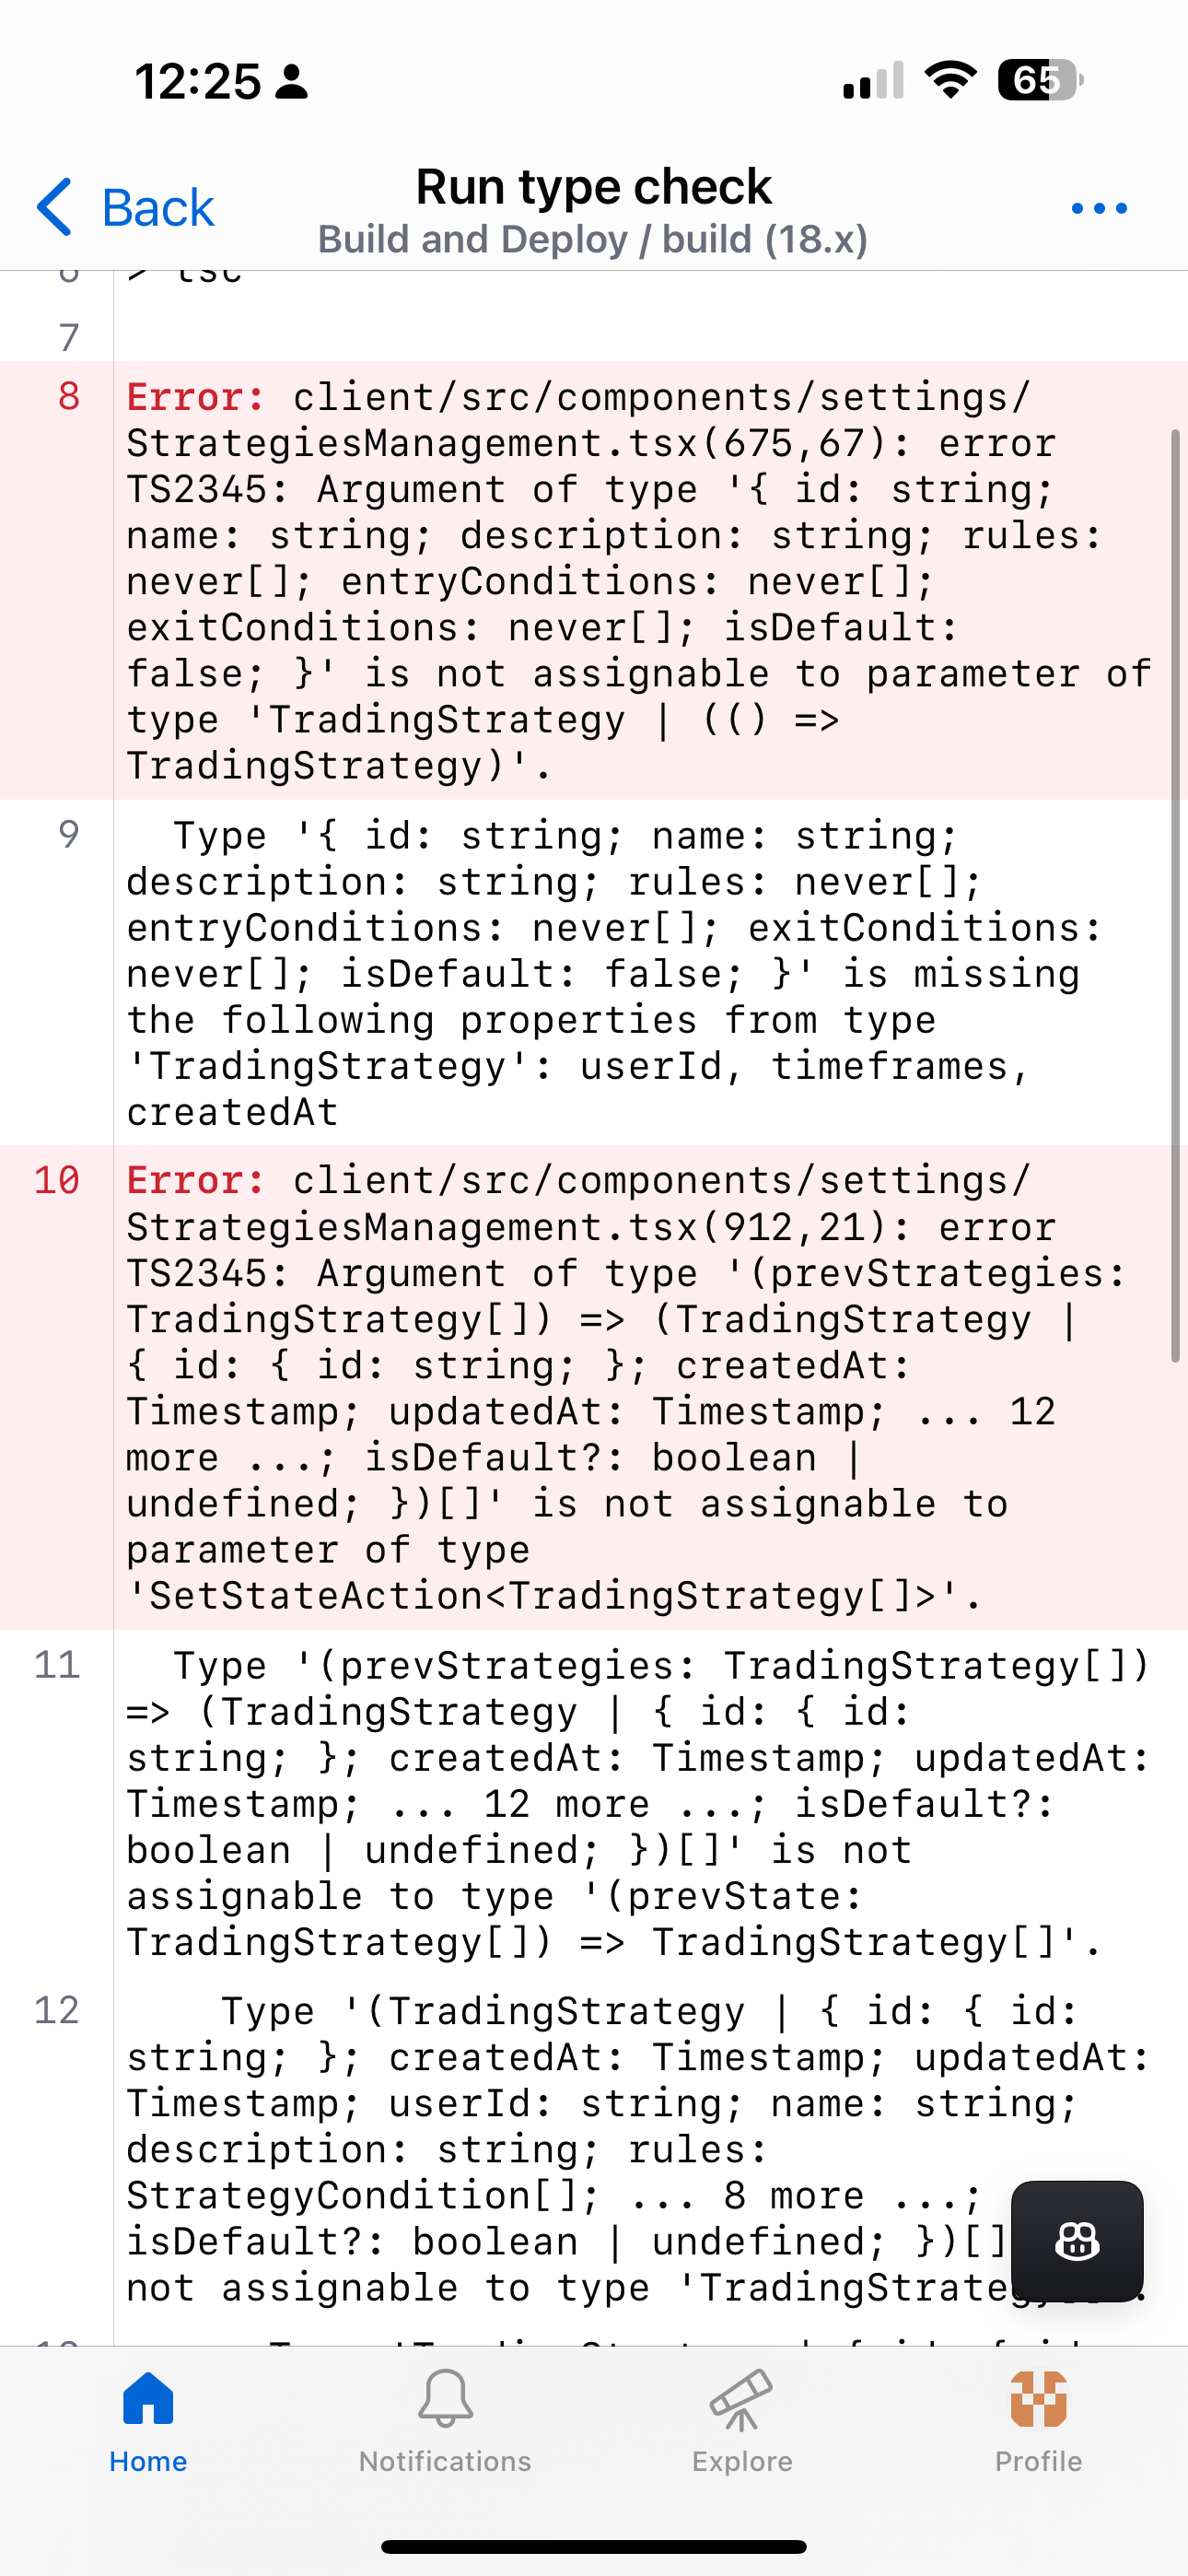 12:25
65
Back
Run type check
Build and Deploy / build (18.x)
> tsc
7
8 Error: client/src/components/settings/
StrategiesManagement.tsx(675,67): error
TS2345: Argument of type '{ id: string;
name: string; description: string; rules:
never[]; entryConditions: never[];
exitConditions: never[]; isDefault:
false; }' is not assignable to parameter of
type 'TradingStrategy | (() =>
TradingStrategy)'.
9 Type '{ id: string; name: string;
description: string; rules: never[];
entryConditions: never[]; exitConditions:
never[]; isDefault: false; }' is missing
the following properties from type
'TradingStrategy': userId, timeframes,
createdAt
10 Error: client/src/components/settings/
StrategiesManagement.tsx(912,21): error
TS2345: Argument of type '(prevStrategies:
TradingStrategy[]) => (TradingStrategy |
{ id: { id: string; }; createdAt:
Timestamp; updatedAt: Timestamp; ... 12
more ...; isDefault?: boolean |
undefined; })[]' is not assignable to
parameter of type
'SetStateAction<TradingStrategy[]>'.
11 Type '(prevStrategies: TradingStrategy[])
=> (TradingStrategy | { id: { id:
string; }; createdAt: Timestamp; updatedAt:
Timestamp; ... 12 more ...; isDefault?:
boolean | undefined; })[]' is not
assignable to type '(prevState:
TradingStrategy[]) => TradingStrategy[]'.
12 Type '(TradingStrategy | { id: { id:
string; }; createdAt: Timestamp; updatedAt:
Timestamp; userId: string; name: string;
description: string; rules:
StrategyCondition[]; ... 8 more ...;
isDefault?: boolean | undefined; })[]
not assignable to type
Home
Notifications
Explore
Profile